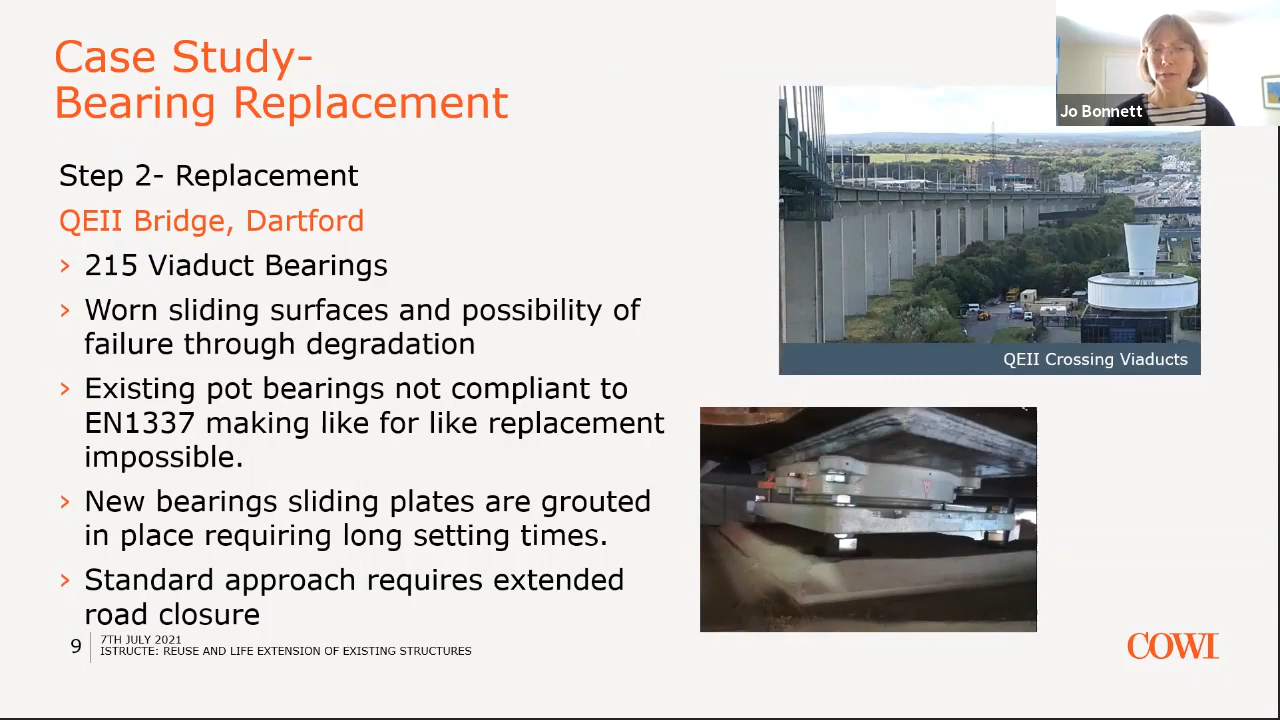 Case Study-
Bearing Replacement
Jo Bonnett
Step 2- Replacement
QEII Bridge, Dartford
› 215 Viaduct Bearings
› Worn sliding surfaces and possibility of
failure through degradation
› Existing pot bearings not compliant to
EN1337 making like for like replacement
impossible.
› New bearings sliding plates are grouted
in place requiring long setting times.
› Standard approach requires extended
road closure
QEII Crossing Viaducts
9
7TH JULY 2021
ISTRUCTE: REUSE AND LIFE EXTENSION OF EXISTING STRUCTURES
COWI